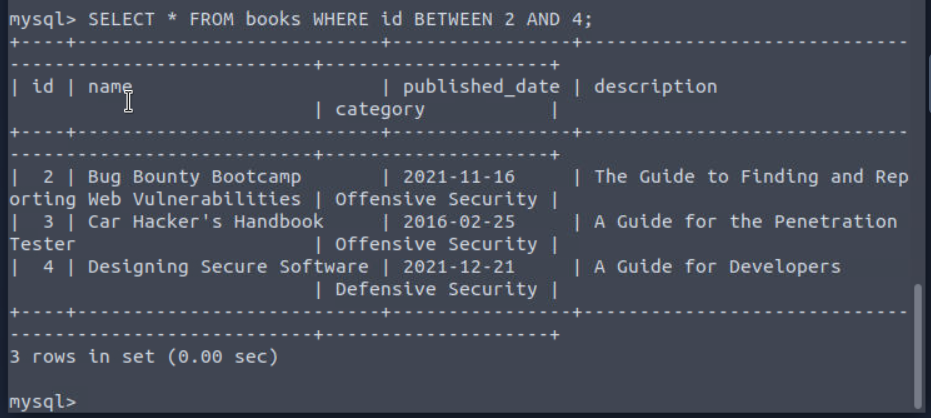 mysql> SELECT * FROM books WHERE id BETWEEN 2 AND 4;
+----+---------------------------+----------------+-----------------------------
---------------------------+--------------------+
| id | name                      | published_date | description
                           | category           |
+----+---------------------------+----------------+-----------------------------
---------------------------+--------------------+
|  2 | Bug Bounty Bootcamp       | 2021-11-16     | The Guide to Finding and Rep
orting Web Vulnerabilities | Offensive Security |
|  3 | Car Hacker's Handbook     | 2016-02-25     | A Guide for the Penetration
Tester                     | Offensive Security |
|  4 | Designing Secure Software | 2021-12-21     | A Guide for Developers
                           | Defensive Security |
+----+---------------------------+----------------+-----------------------------
---------------------------+--------------------+
3 rows in set (0.00 sec)
mysql>